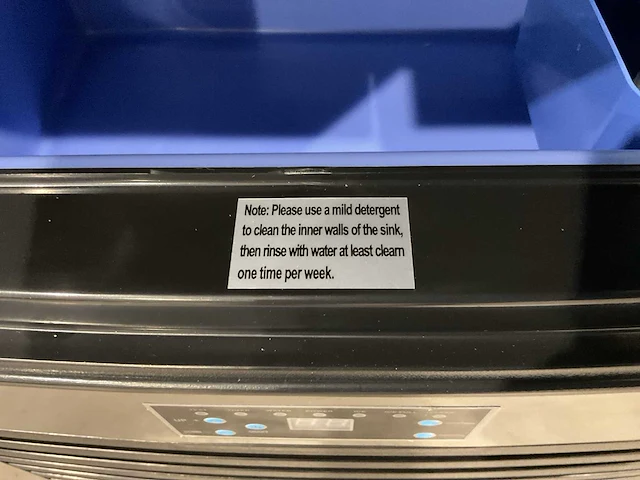 Note: Please use a mild detergent
to clean the inner walls of the sink,
then rinse with water at least clearn
one time per week.